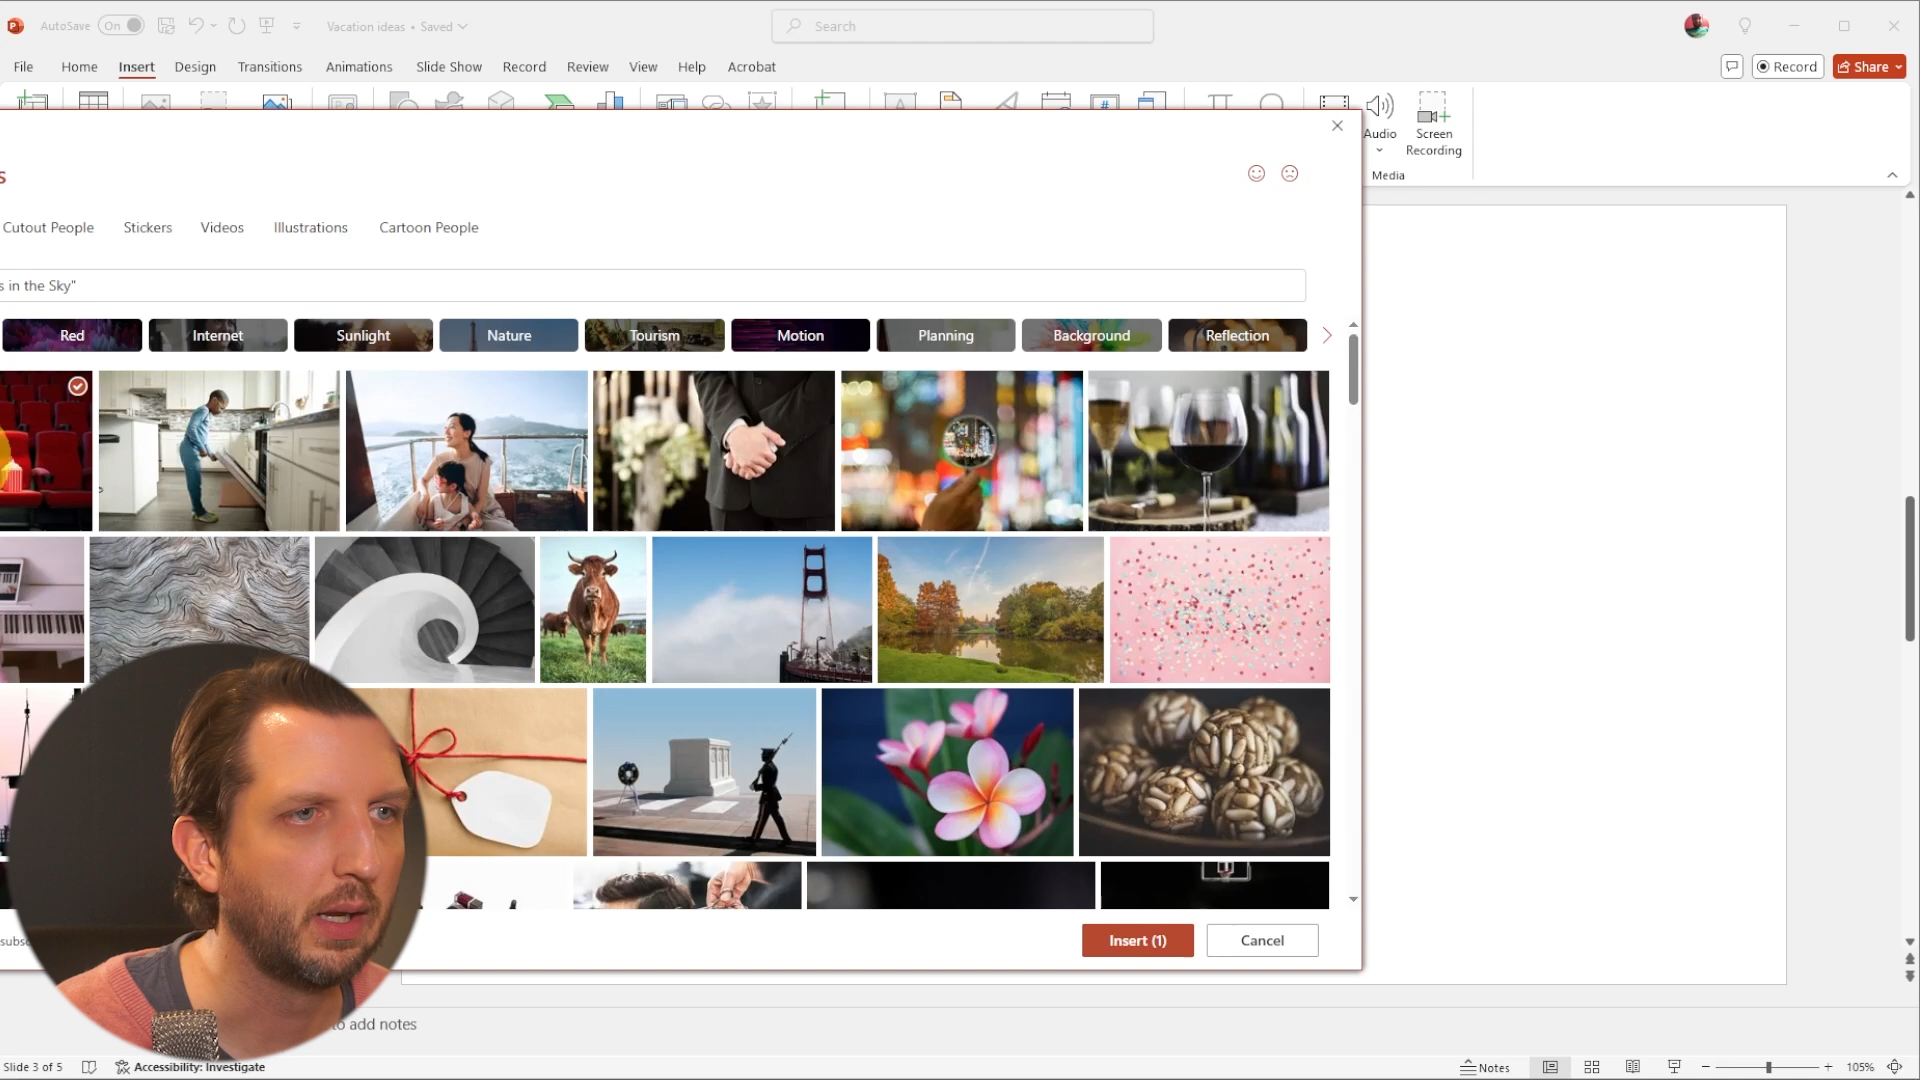 AutoSave On Vacation ideas • Saved Search
File Home Insert Design Transitions Animations Slide Show Record Review View Help Acrobat Record Share
Audio Screen
Recording
Media
s
Cutout People Stickers Videos Illustrations Cartoon People
s in the Sky"
Red Internet Sunlight Nature Tourism Motion Planning Background Reflection
subsc
Insert (1) Cancel
to add notes
Slide 3 of 5 Accessibility: Investigate Notes 105%